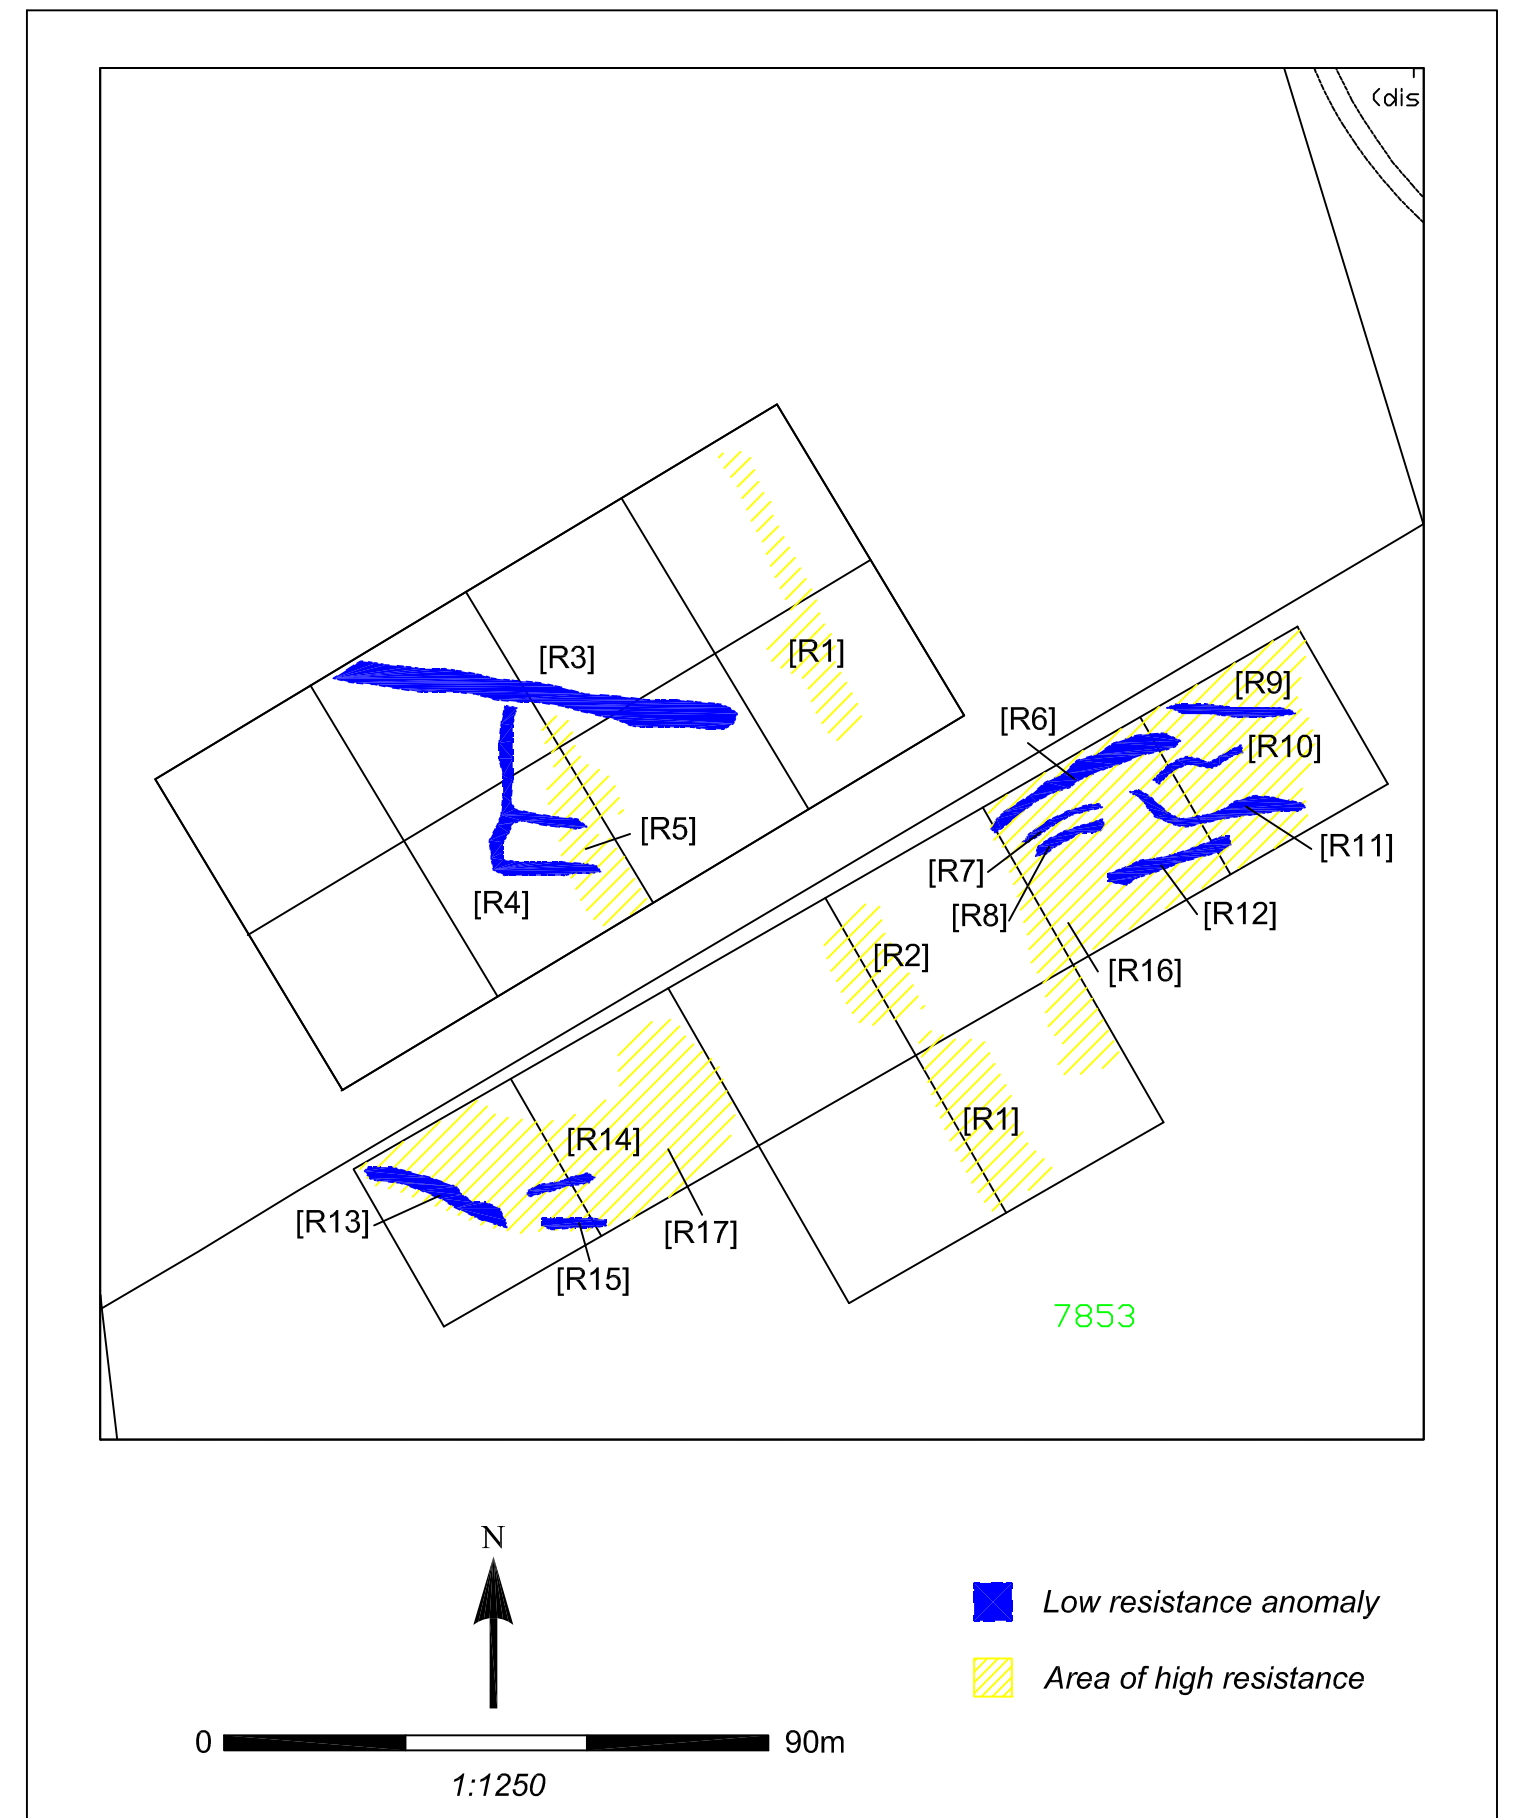 (dis
[R3]
[R1]
[R9]
[R6]
[R10]
[R5]
[R11]
[R7]
[R4]
[R8]
[R12]
[R2]
[R16]
[R1]
[R14]
[R13]
[R17]
[R15]
7853
N
Low resistance anomaly
Area of high resistance
0
90m
1:1250